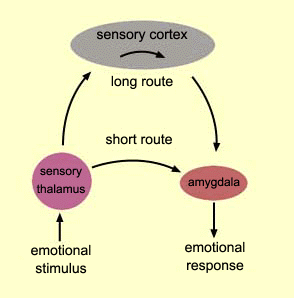 sensory cortex
long route
short route
sensory
thalamus
amygdala
emotional
stimulus
emotional
response